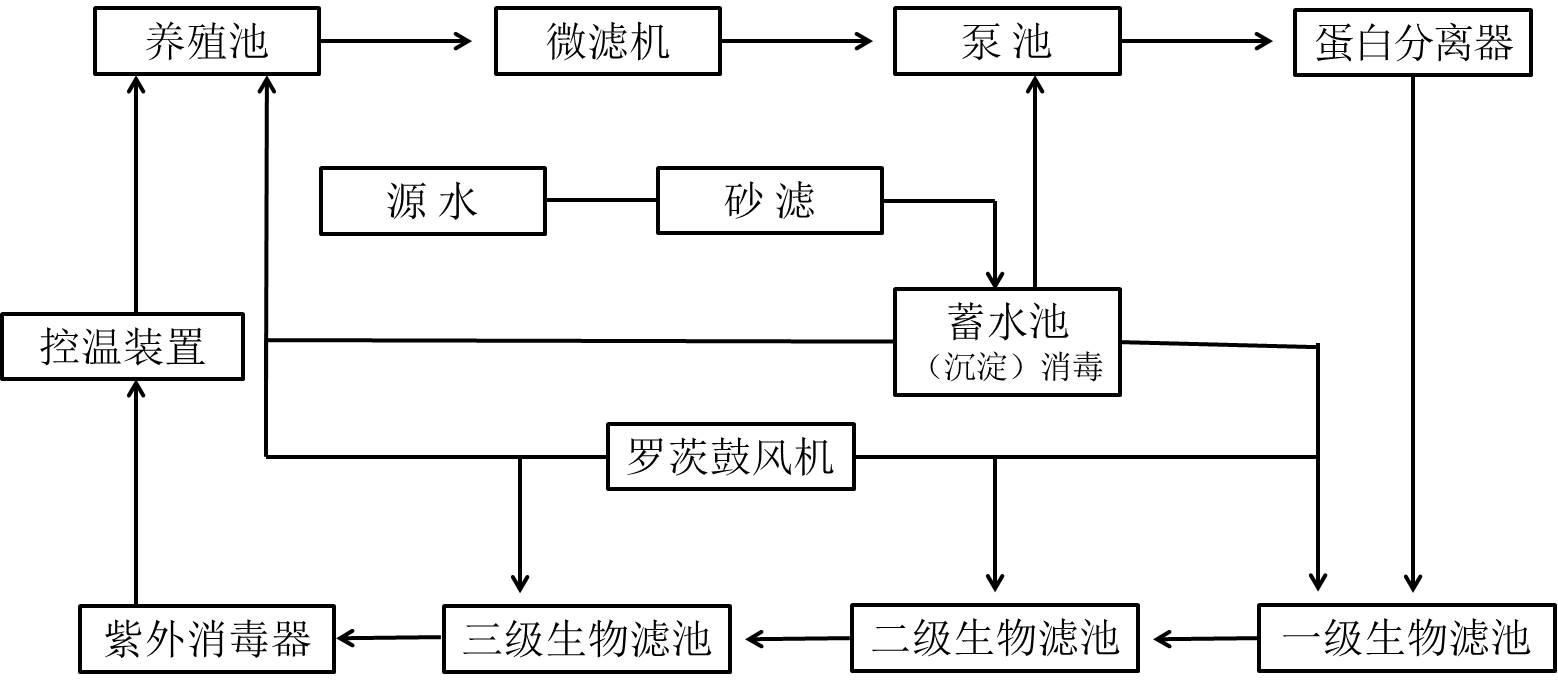 养殖池
微滤机
泵池
蛋白分离器
源水
砂滤
控温装置
蓄水池
（沉淀）消毒
罗茨鼓风机
紫外消毒器
三级生物滤池
二级生物滤池
一级生物滤池